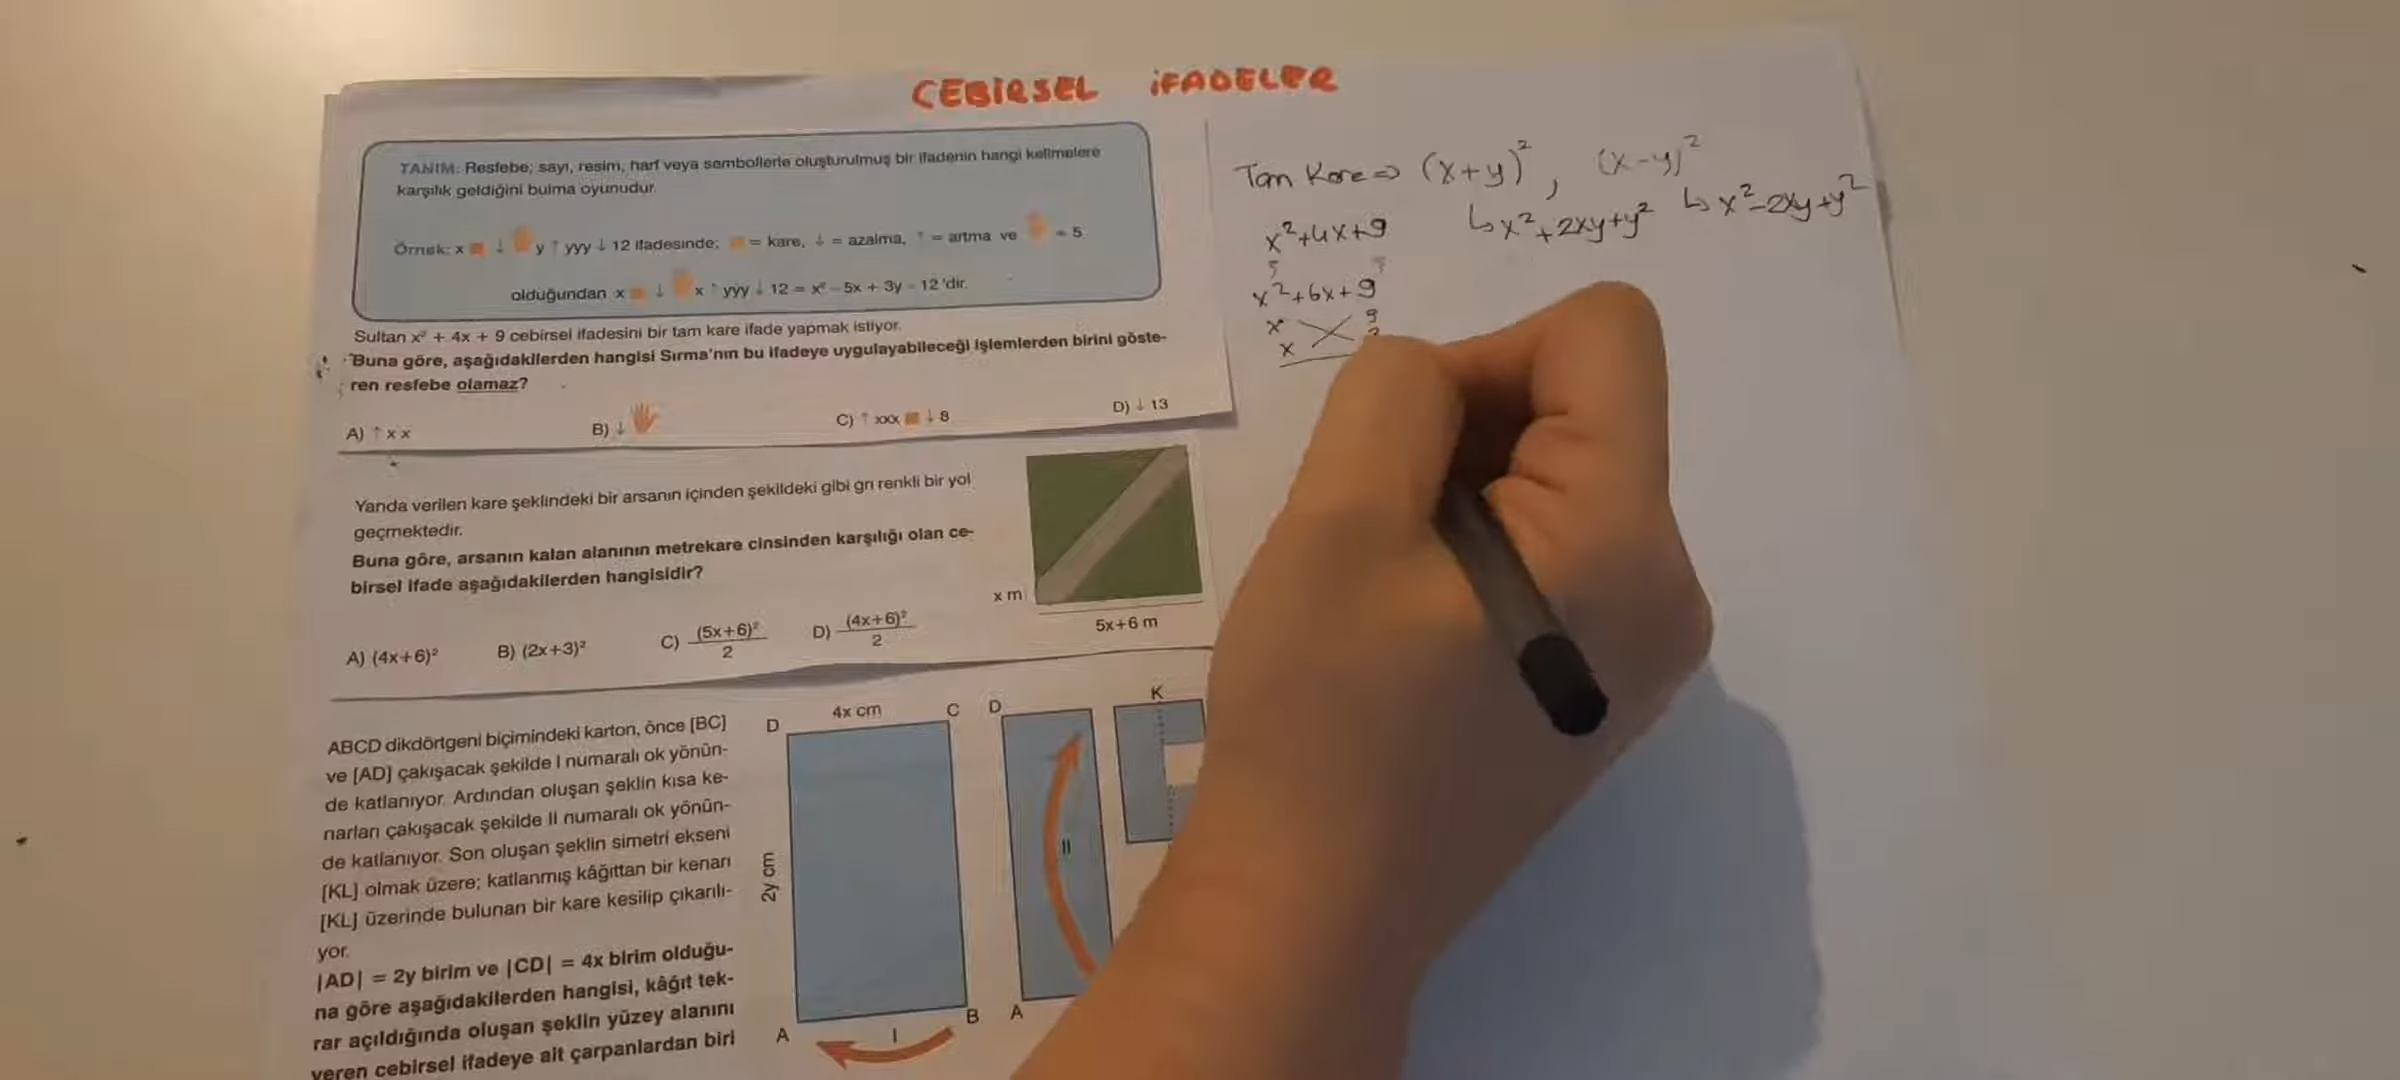 CEBİRSEL İFADELER
TANIM: Resfebe; sayı, resim, harf veya sembollerle oluşturulmuş bir ifadenin hangi kelimelere
karşılık geldiğini bulma oyunudur.
Örnek: x ↓ y ↑ yyy ↓ 12 ifadesinde; = kare, ↓ = azalma, ↑ = artma ve = 5
olduğundan x ↓ x ↑ yyy ↓ 12 = x² - 5x + 3y - 12 'dir.
Sultan x² + 4x + 9 cebirsel ifadesini bir tam kare ifade yapmak istiyor.
Buna göre, aşağıdakilerden hangisi Sırma'nın bu ifadeye uygulayabileceği işlemlerden birini göste-
ren resfebe olamaz?
A) ↑ x x
B) ↓
C) ↑ xxx ↓ 8
D) ↓ 13
Yanda verilen kare şeklindeki bir arsanın içinden şekildeki gibi gri renkli bir yol
geçmektedir.
Buna göre, arsanın kalan alanının metrekare cinsinden karşılığı olan ce-
birsel ifade aşağıdakilerden hangisidir?
x m
5x+6 m
A) (4x+6)²
B) (2x+3)²
C) (5x+6)²/2
D) (4x+6)²/2
ABCD dikdörtgeni biçimindeki karton, önce [BC]
ve [AD] çakışacak şekilde I numaralı ok yönün-
de katlanıyor. Ardından oluşan şeklin kısa ke-
narları çakışacak şekilde II numaralı ok yönün-
de katlanıyor. Son oluşan şeklin simetri ekseni
[KL] olmak üzere; katlanmış kâğıttan bir kenarı
[KL] üzerinde bulunan bir kare kesilip çıkarılı-
yor.
|AD| = 2y birim ve |CD| = 4x birim olduğu-
na göre aşağıdakilerden hangisi, kâğıt tek-
rar açıldığında oluşan şeklin yüzey alanını
veren cebirsel ifadeye ait çarpanlardan biri
D
4x cm
C
D
K
2y cm
II
A
I
B
A
Tam Kare => (x+y)², (x-y)²
↳ x²+2xy+y² ↳ x²-2xy+y²
x²+4x+9
x²+6x+9
x
x